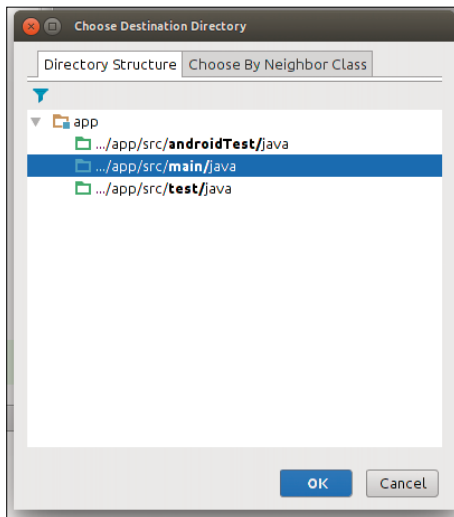 Choose Destination Directory
Directory Structure Choose By Neighbor Class
app
.../app/src/androidTest/java
.../app/src/main/java
.../app/src/test/java
OK Cancel